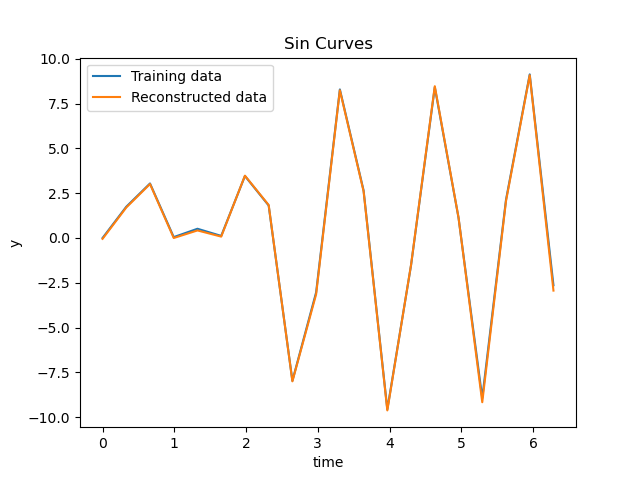 Sin Curves
Training data
Reconstructed data
10.0
7.5
5.0
2.5
0.0
−2.5
−5.0
−7.5
−10.0
y
0 1 2 3 4 5 6
time